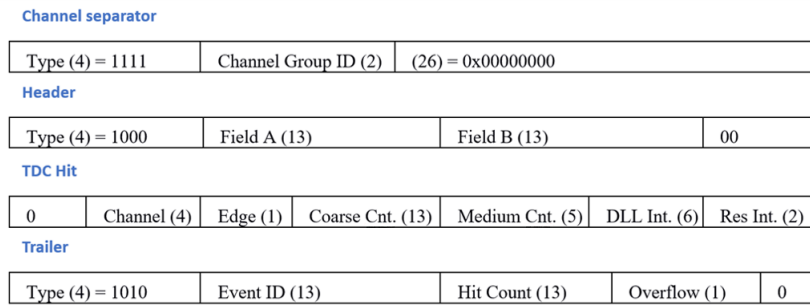 Channel separator
Type (4) = 1111 Channel Group ID (2) (26) = 0x00000000
Header
Type (4) = 1000 Field A (13) Field B (13) 00
TDC Hit
0 Channel (4) Edge (1) Coarse Cnt. (13) Medium Cnt. (5) DLL Int. (6) Res Int. (2)
Trailer
Type (4) = 1010 Event ID (13) Hit Count (13) Overflow (1) 0